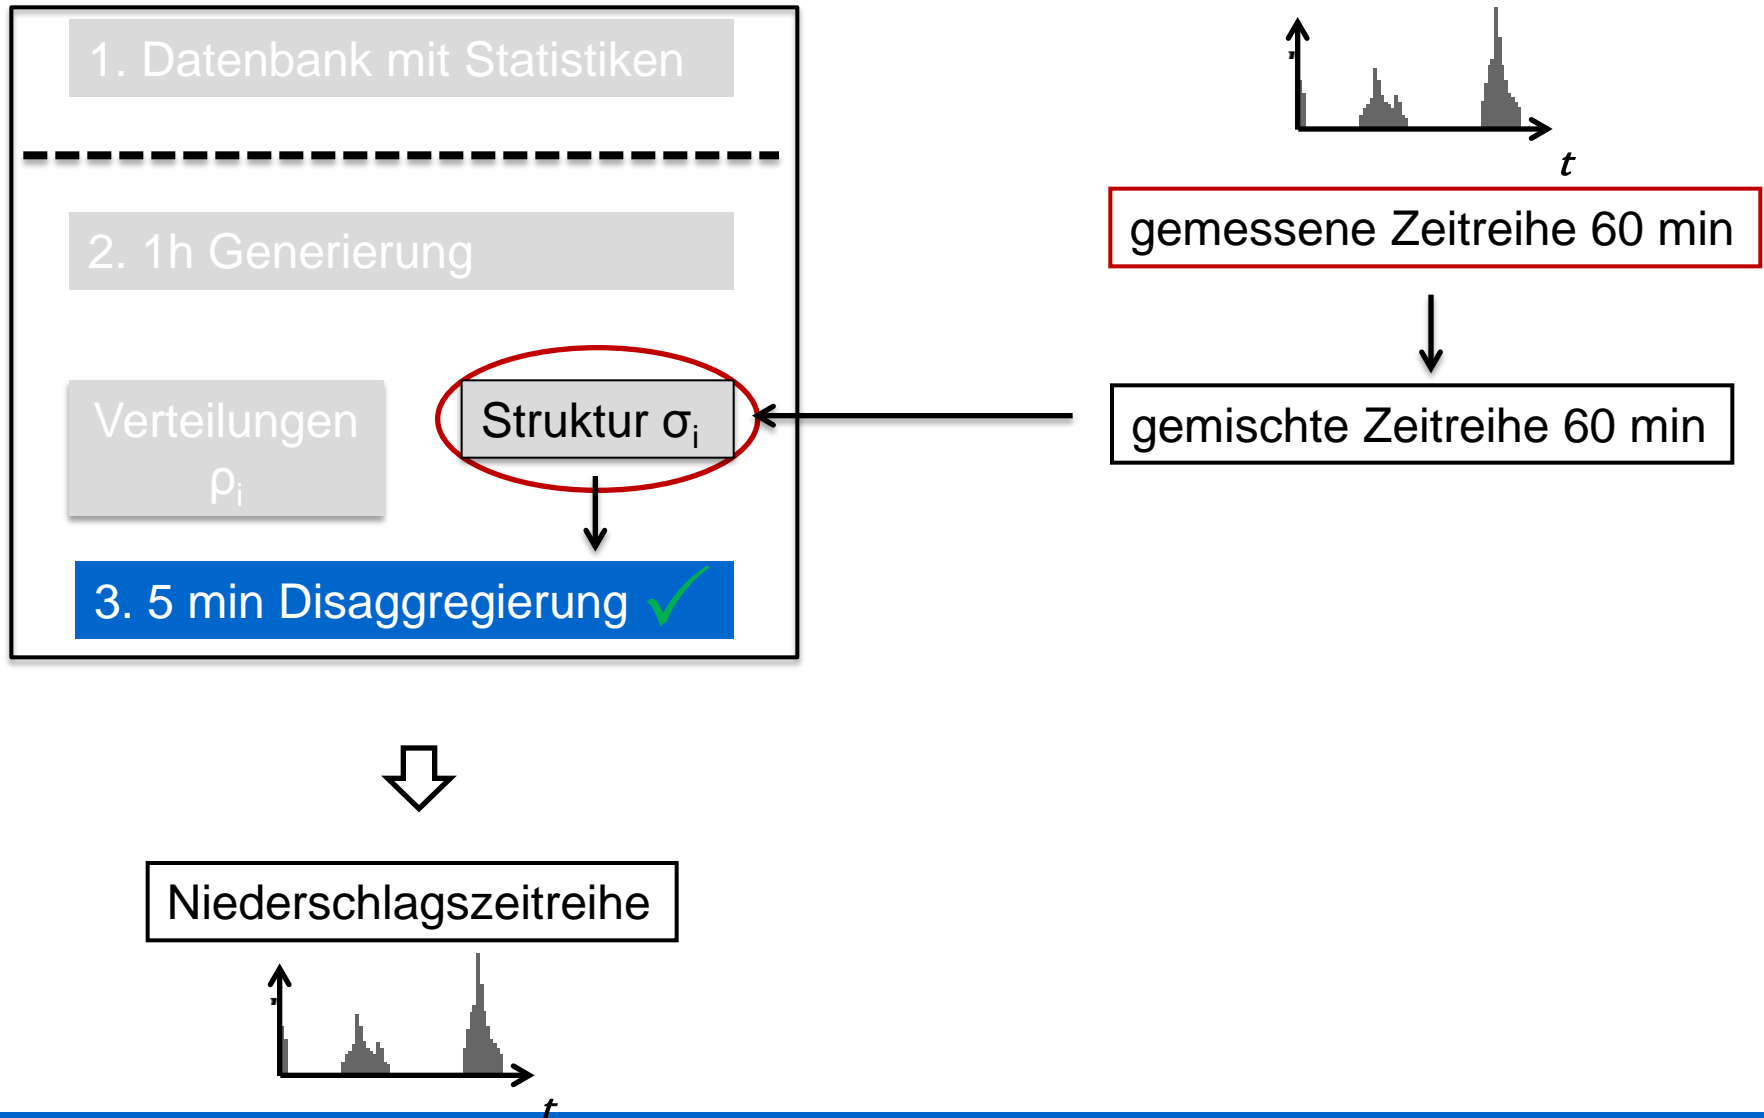 1. Datenbank mit Statistiken
2. 1h Generierung
Verteilungen
ρi
Struktur σi
3. 5 min Disaggregierung ✓
t
gemessene Zeitreihe 60 min
gemischte Zeitreihe 60 min
Niederschlagszeitreihe
t